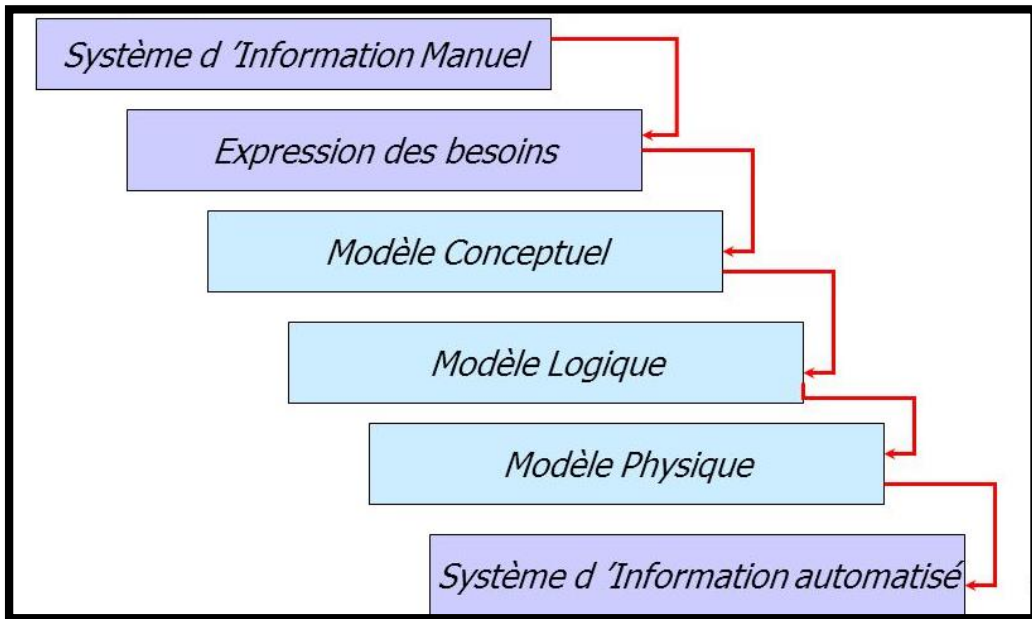 Système d ’Information Manuel
Expression des besoins
Modèle Conceptuel
Modèle Logique
Modèle Physique
Système d ’Information automatisé